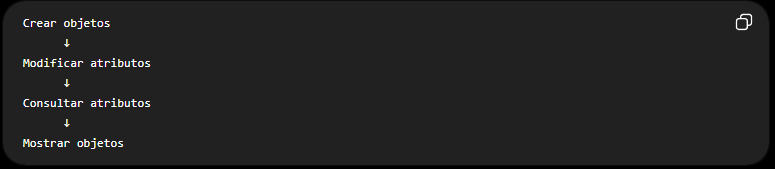 Crear objetos
↓
Modificar atributos
↓
Consultar atributos
↓
Mostrar objetos